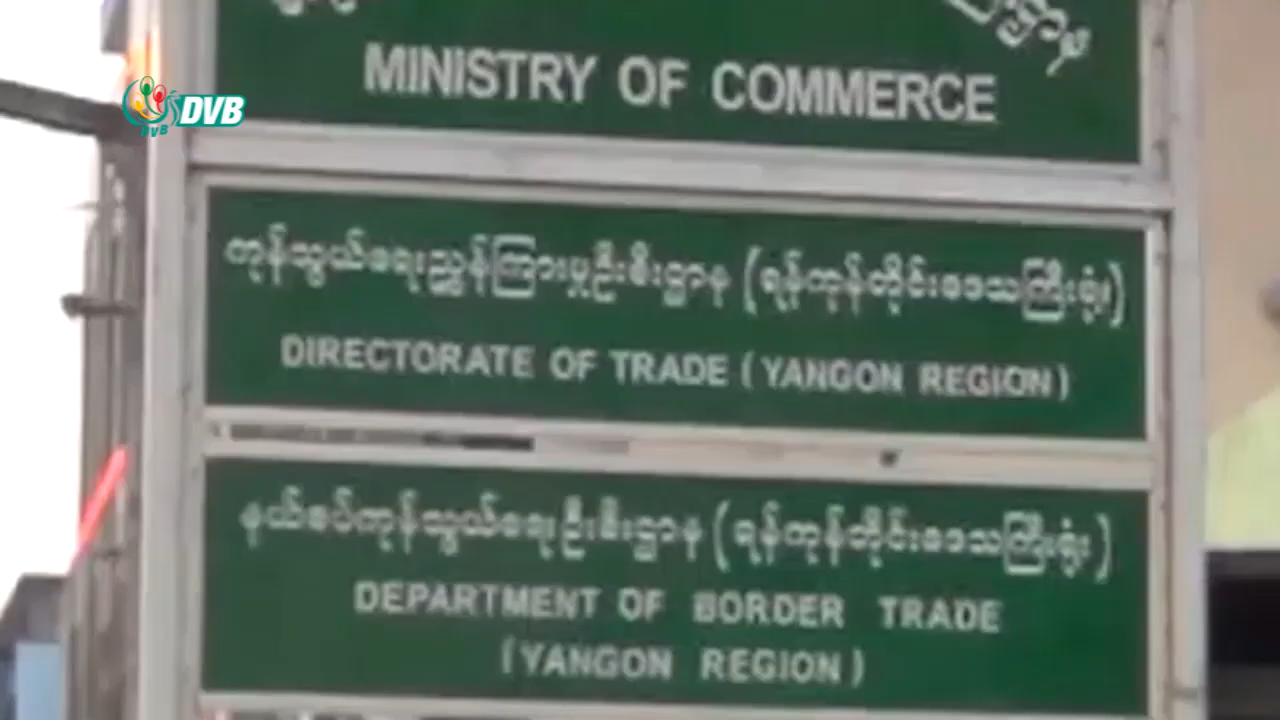 MINISTRY OF COMMERCE
DVB
DVB
ကုန်သွယ်ရေးညွှန်ကြားမှုဦးစီးဌာန (ရန်ကုန်တိုင်းဒေသကြီးရုံး)
DIRECTORATE OF TRADE (YANGON REGION)
နယ်စပ်ကုန်သွယ်ရေးဦးစီးဌာန (ရန်ကုန်တိုင်းဒေသကြီးရုံး)
DEPARTMENT OF BORDER TRADE
(YANGON REGION)